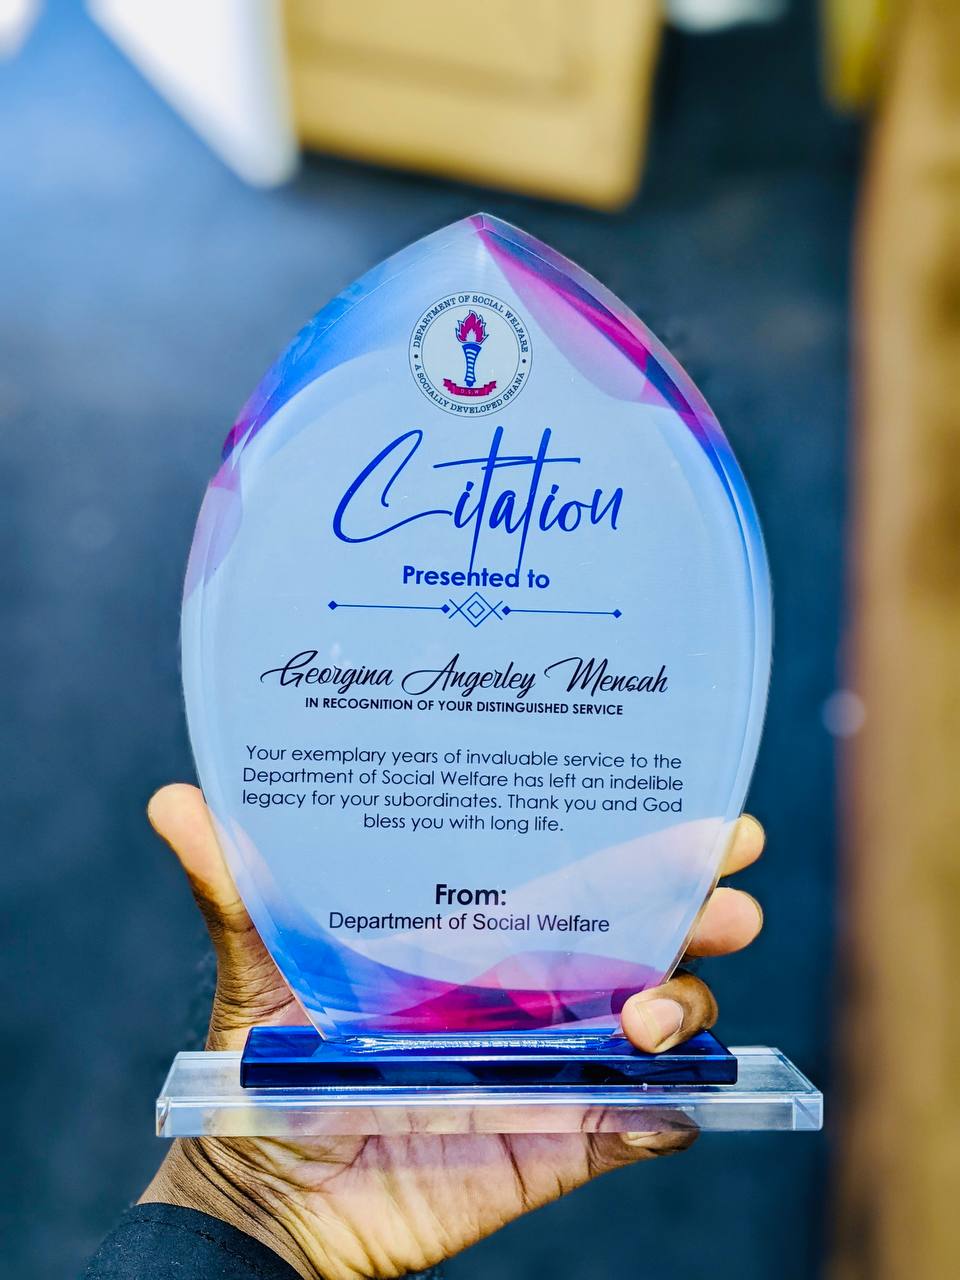 DEPARTMENT OF SOCIAL WELFARE
A SOCIALLY DEVELOPED GHANA
D.S.W
Citation
Presented to
Georgina Angerley Mensah
IN RECOGNITION OF YOUR DISTINGUISHED SERVICE
Your exemplary years of invaluable service to the
Department of Social Welfare has left an indelible
legacy for your subordinates. Thank you and God
bless you with long life.
From:
Department of Social Welfare